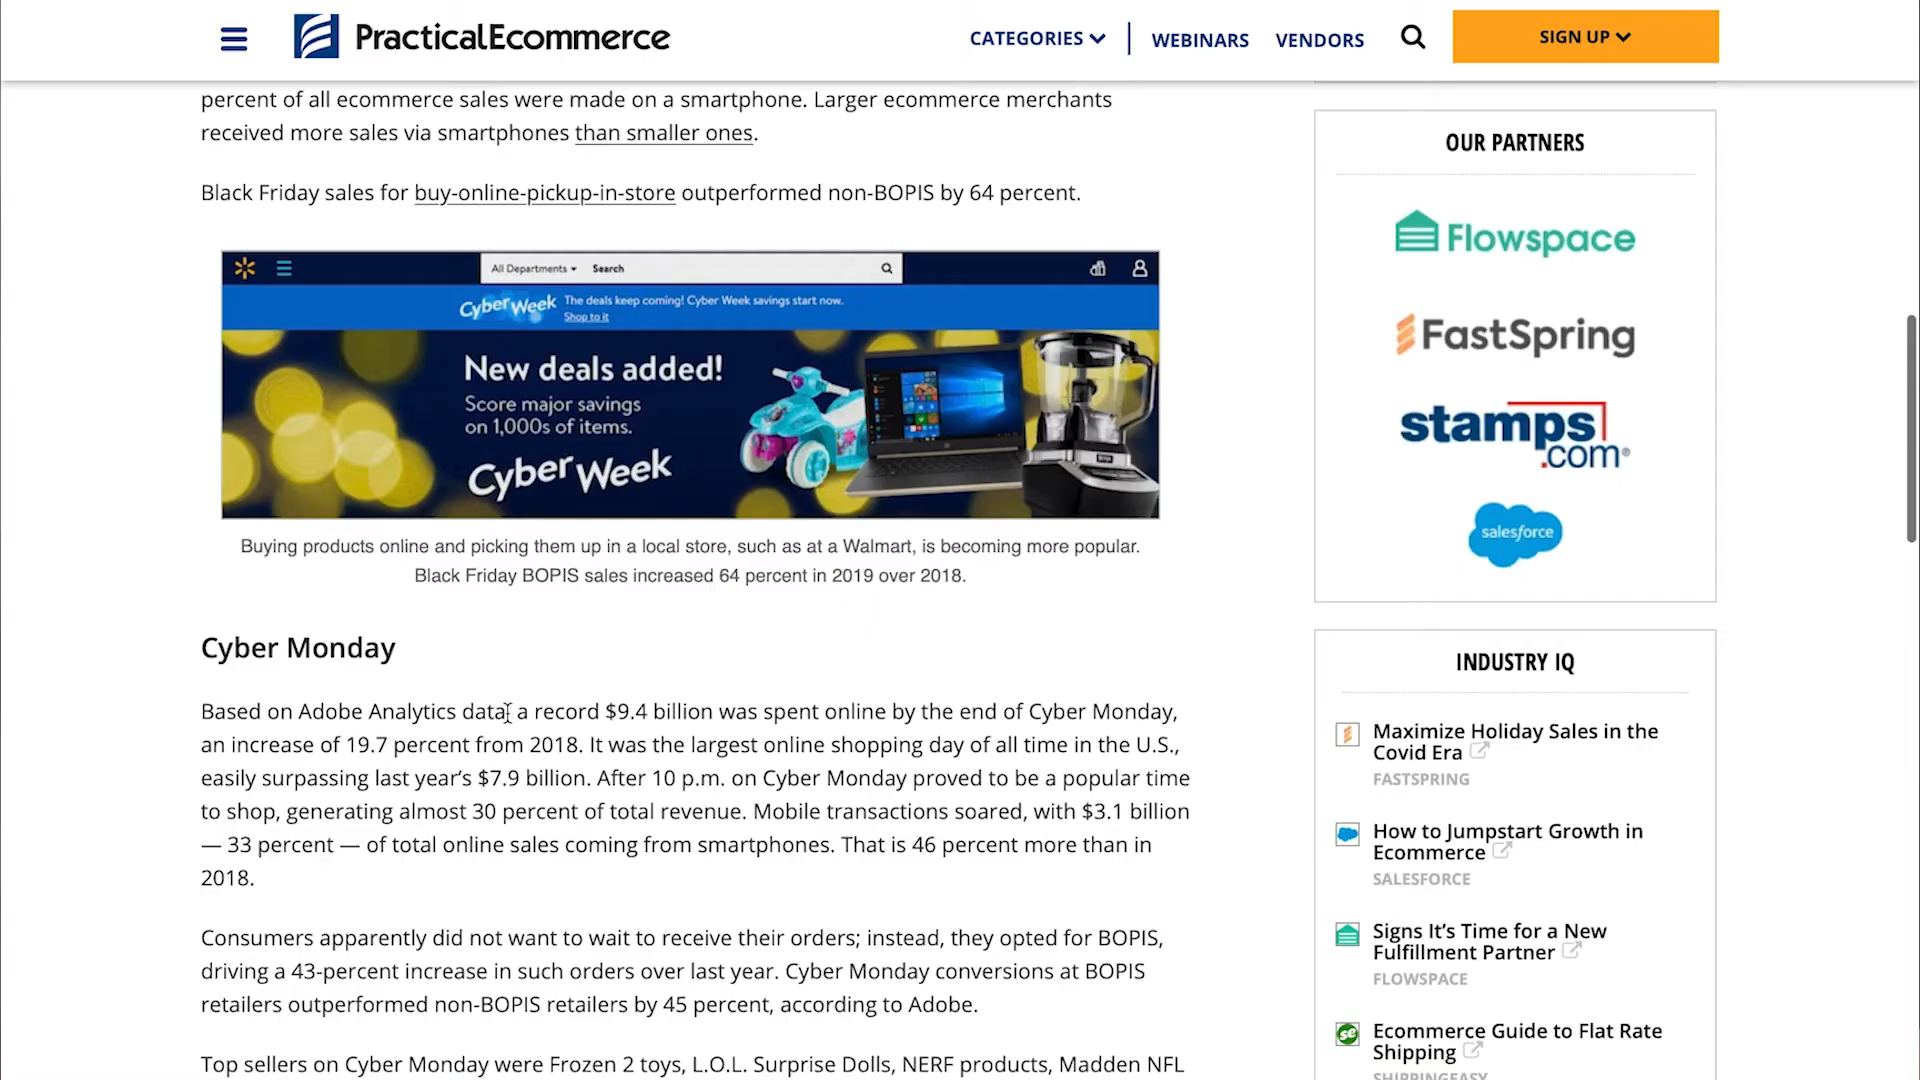 PracticalEcommerce
CATEGORIES
WEBINARS
VENDORS
SIGN UP
percent of all ecommerce sales were made on a smartphone. Larger ecommerce merchants
received more sales via smartphones than smaller ones.
Black Friday sales for buy-online-pickup-in-store outperformed non-BOPIS by 64 percent.
All Departments
Search
Cyber Week
The deals keep coming! Cyber Week savings start now.
Shop to it
New deals added!
Score major savings
on 1,000s of items.
Cyber Week
Buying products online and picking them up in a local store, such as at a Walmart, is becoming more popular.
Black Friday BOPIS sales increased 64 percent in 2019 over 2018.
Cyber Monday
Based on Adobe Analytics data, a record $9.4 billion was spent online by the end of Cyber Monday,
an increase of 19.7 percent from 2018. It was the largest online shopping day of all time in the U.S.,
easily surpassing last year’s $7.9 billion. After 10 p.m. on Cyber Monday proved to be a popular time
to shop, generating almost 30 percent of total revenue. Mobile transactions soared, with $3.1 billion
— 33 percent — of total online sales coming from smartphones. That is 46 percent more than in
2018.
Consumers apparently did not want to wait to receive their orders; instead, they opted for BOPIS,
driving a 43-percent increase in such orders over last year. Cyber Monday conversions at BOPIS
retailers outperformed non-BOPIS retailers by 45 percent, according to Adobe.
Top sellers on Cyber Monday were Frozen 2 toys, L.O.L. Surprise Dolls, NERF products, Madden NFL
OUR PARTNERS
Flowspace
FastSpring
stamps
.com®
salesforce
INDUSTRY IQ
Maximize Holiday Sales in the
Covid Era
FASTSPRING
How to Jumpstart Growth in
Ecommerce
SALESFORCE
Signs It’s Time for a New
Fulfillment Partner
FLOWSPACE
Ecommerce Guide to Flat Rate
Shipping
SHIPPINGEASY